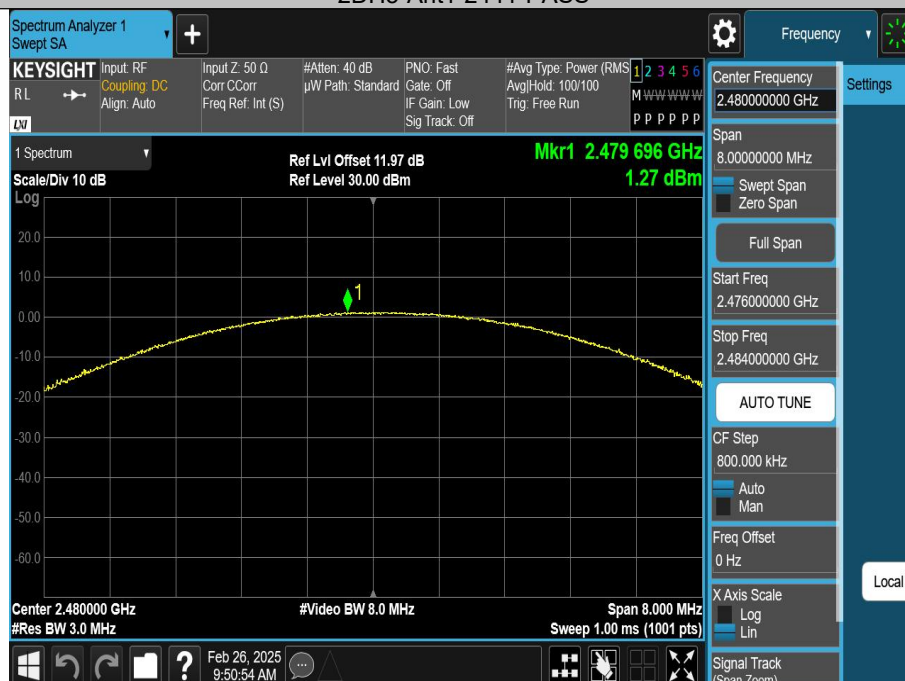 Spectrum Analyzer 1
Swept SA
Frequency
KEYSIGHT
RL
LXI
Input: RF
Coupling: DC
Align: Auto
Input Z: 50 Ω
Corr CCorr
Freq Ref: Int (S)
#Atten: 40 dB
µW Path: Standard
PNO: Fast
Gate: Off
IF Gain: Low
Sig Track: Off
#Avg Type: Power (RMS
Avg|Hold: 100/100
Trig: Free Run
1 2 3 4 5 6
M W W W W W
P P P P P P
Center Frequency
2.480000000 GHz
Settings
1 Spectrum
Scale/Div 10 dB
Log
Ref Lvl Offset 11.97 dB
Ref Level 30.00 dBm
Mkr1 2.479 696 GHz
1.27 dBm
Span
8.00000000 MHz
Swept Span
Zero Span
Full Span
Start Freq
2.476000000 GHz
Stop Freq
2.484000000 GHz
AUTO TUNE
CF Step
800.000 kHz
Auto
Man
Freq Offset
0 Hz
X Axis Scale
Log
Lin
Signal Track
(Span Zoom)
Local
20.0
10.0
1
0.00
-10.0
-20.0
-30.0
-40.0
-50.0
-60.0
Center 2.480000 GHz
#Res BW 3.0 MHz
#Video BW 8.0 MHz
Span 8.000 MHz
Sweep 1.00 ms (1001 pts)
?
Feb 26, 2025
9:50:54 AM